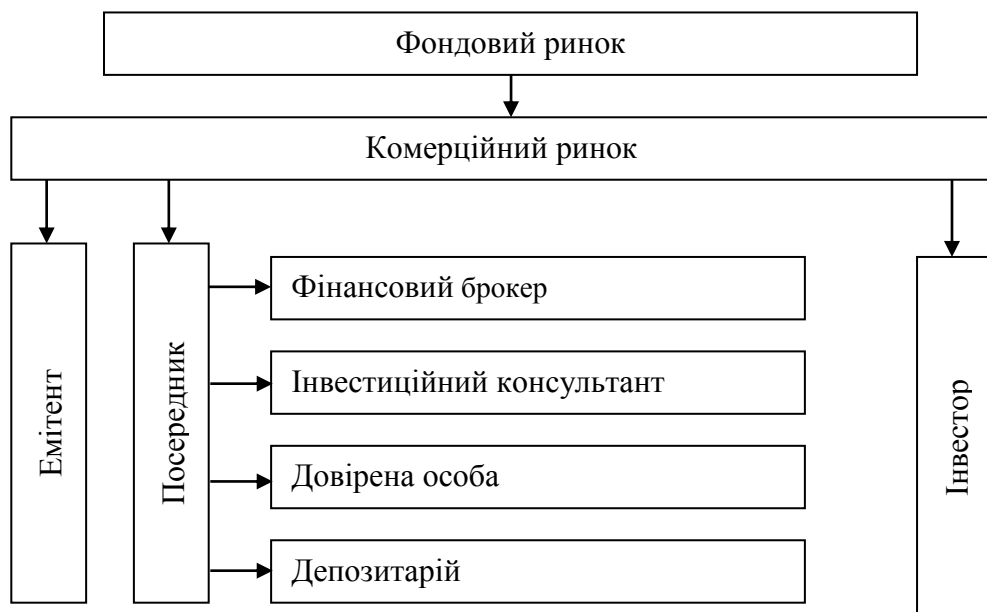 Фондовий ринок
Комерційний ринок
Емітент
Посередник
Фінансовий брокер
Інвестиційний консультант
Довірена особа
Депозитарій
Інвестор